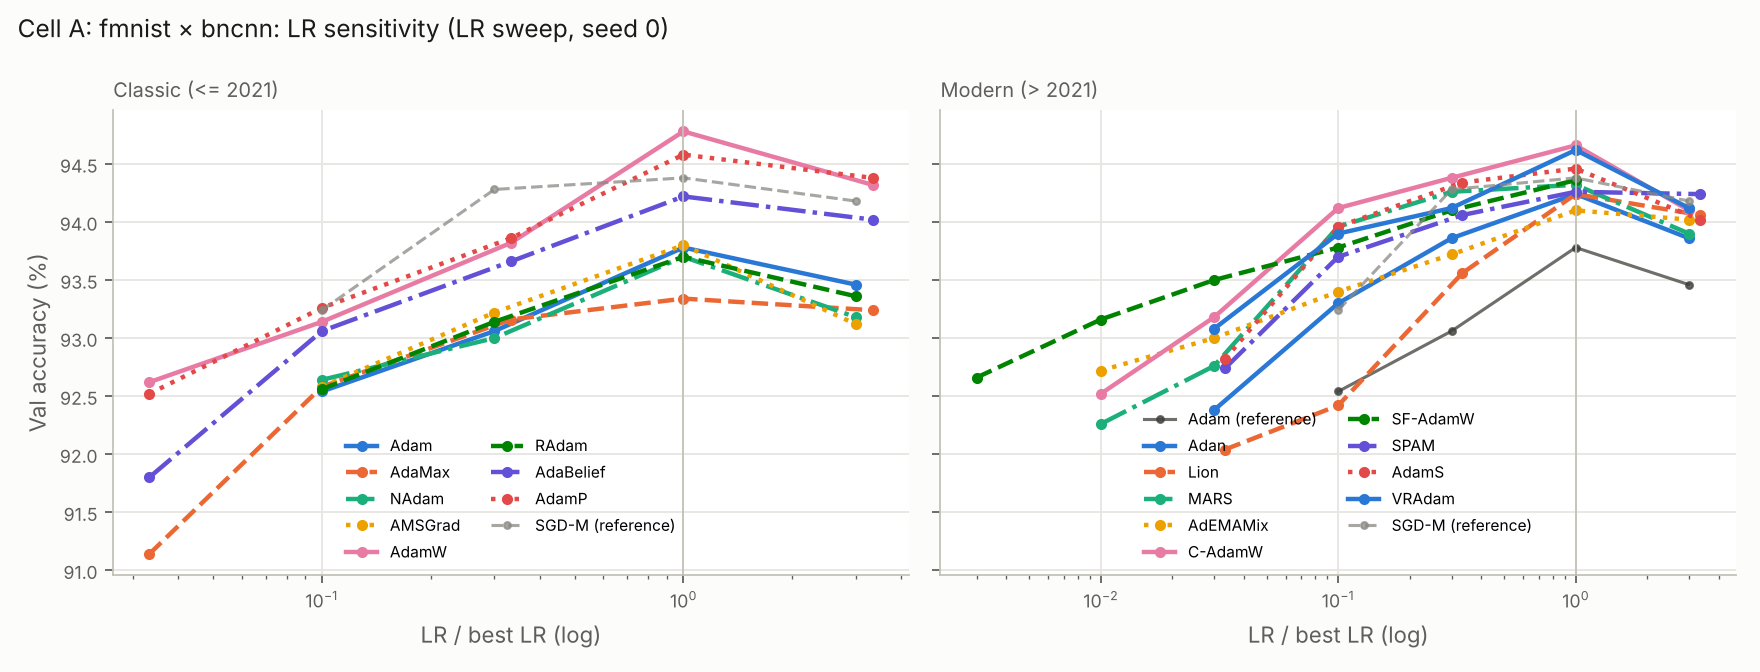 Cell A: fmnist × bncnn: LR sensitivity (LR sweep, seed 0)
Classic (<= 2021)
Modern (> 2021)
Val accuracy (%)
94.5
94.0
93.5
93.0
92.5
92.0
91.5
91.0
Adam
AdaMax
NAdam
AMSGrad
AdamW
RAdam
AdaBelief
AdamP
SGD-M (reference)
10⁻¹
10⁰
LR / best LR (log)
Adam (reference)
Adan
Lion
MARS
AdEMAMix
C-AdamW
SF-AdamW
SPAM
AdamS
VRAdam
SGD-M (reference)
10⁻²
10⁻¹
10⁰
LR / best LR (log)